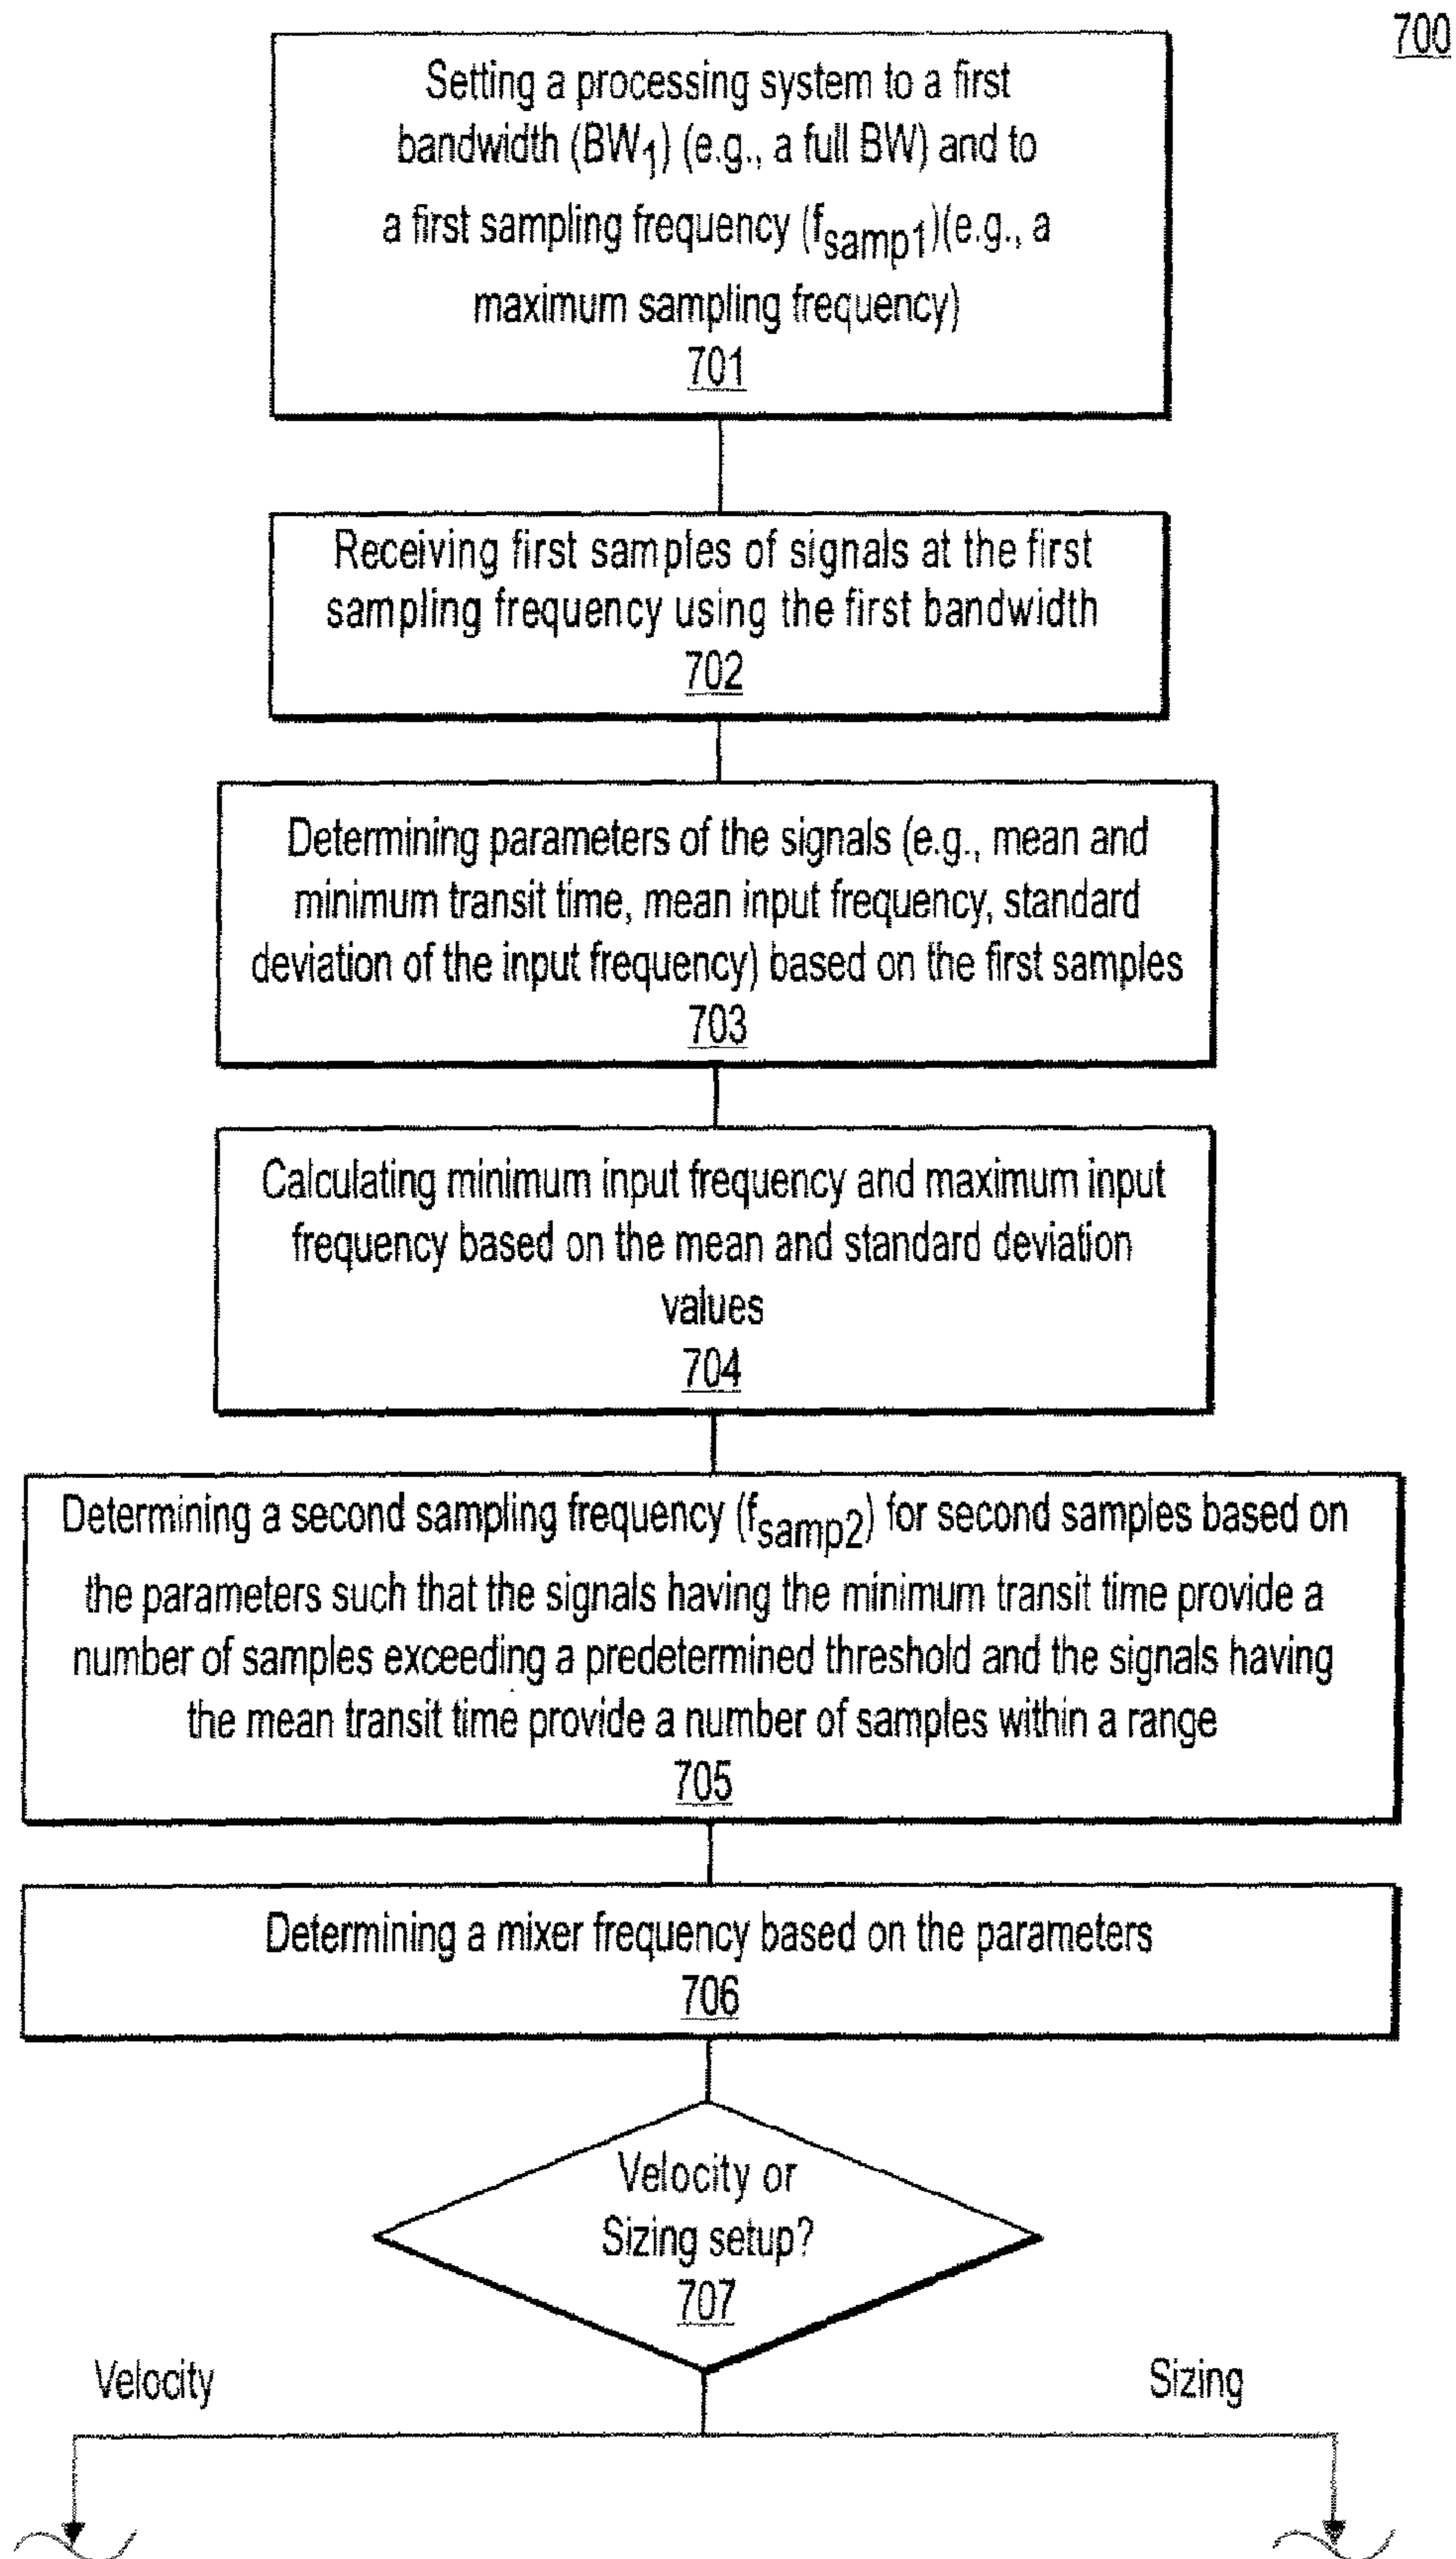 700
Setting a processing system to a first
bandwidth (BW1) (e.g., a full BW) and to
a first sampling frequency (fsamp1)(e.g., a
maximum sampling frequency)
701
Receiving first samples of signals at the first
sampling frequency using the first bandwidth
702
Determining parameters of the signals (e.g., mean and
minimum transit time, mean input frequency, standard
deviation of the input frequency) based on the first samples
703
Calculating minimum input frequency and maximum input
frequency based on the mean and standard deviation
values
704
Determining a second sampling frequency (fsamp2) for second samples based on
the parameters such that the signals having the minimum transit time provide a
number of samples exceeding a predetermined threshold and the signals having
the mean transit time provide a number of samples within a range
705
Determining a mixer frequency based on the parameters
706
Velocity or
Sizing setup?
707
Velocity
Sizing